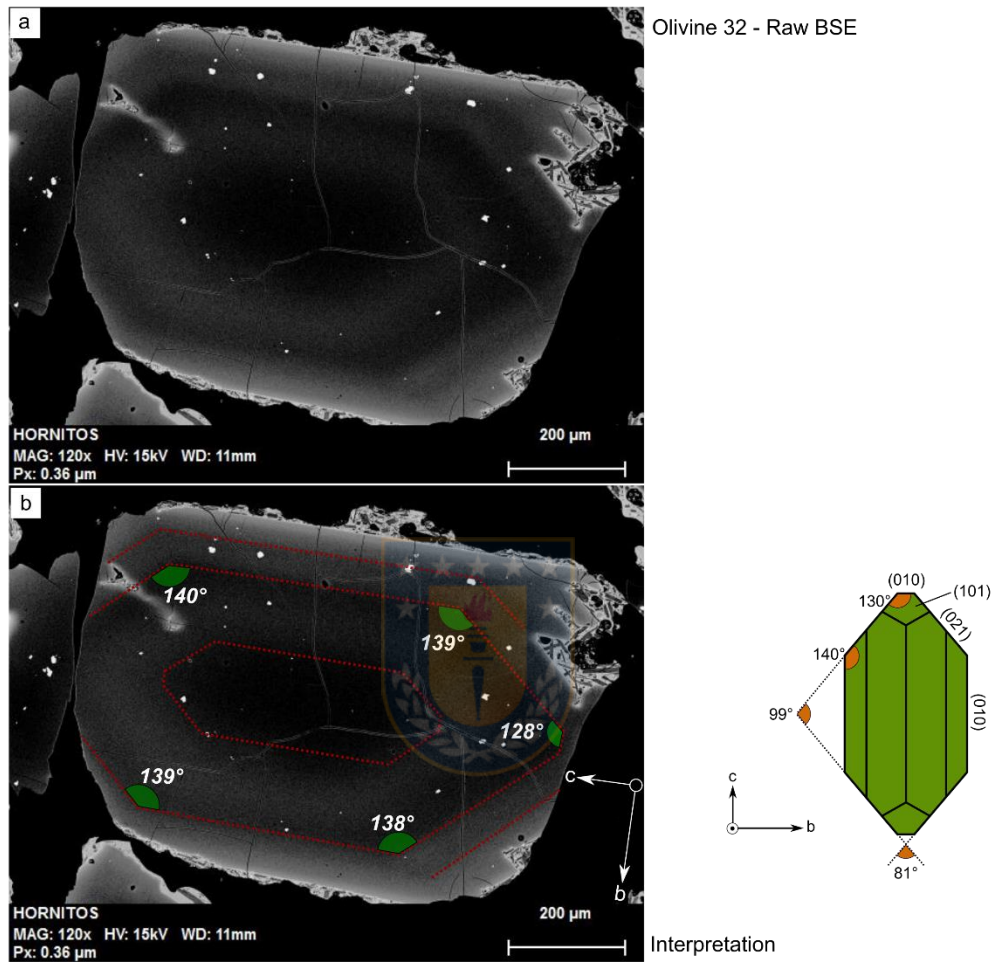 a
Olivine 32 - Raw BSE
HORNITOS
MAG: 120x HV: 15kV WD: 11mm
Px: 0.36 µm
200 µm
b
140°
139°
128°
139°
138°
c
b
HORNITOS
MAG: 120x HV: 15kV WD: 11mm
Px: 0.36 µm
200 µm
Interpretation
(010)
130°
(101)
(021)
140°
99°
(010)
c
b
81°